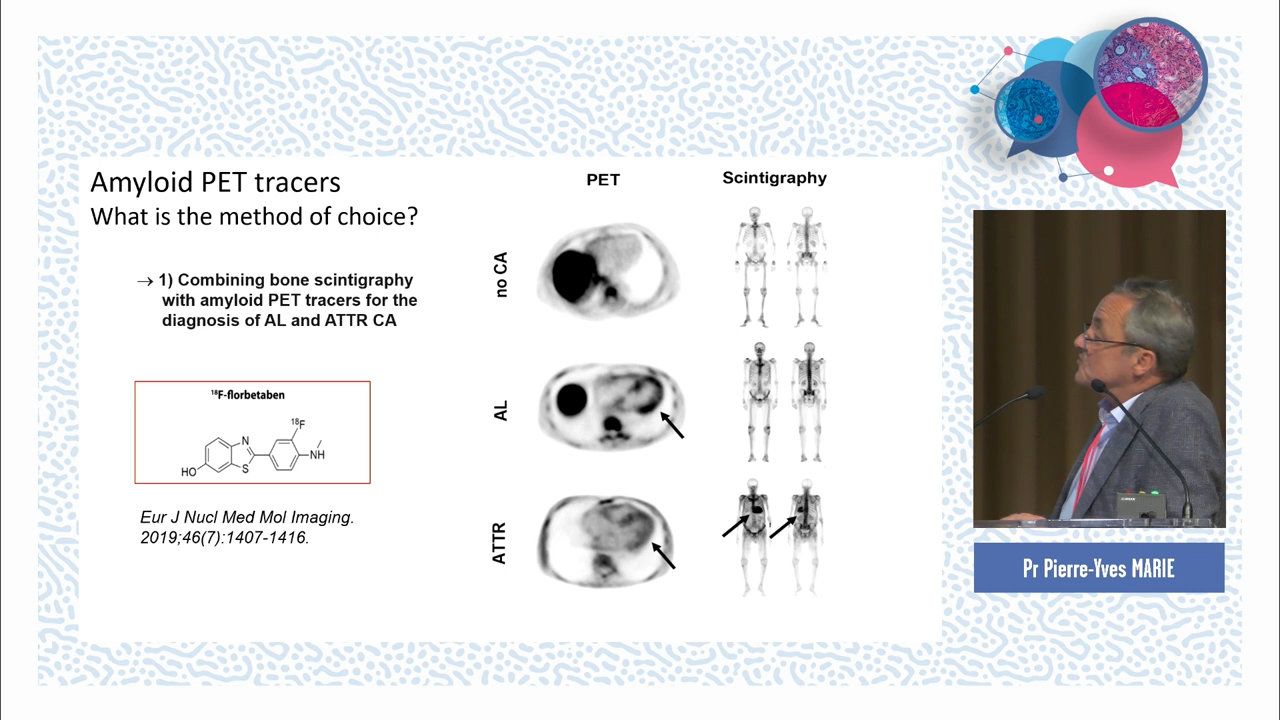 Amyloid PET tracers
What is the method of choice?
→ 1) Combining bone scintigraphy
with amyloid PET tracers for the
diagnosis of AL and ATTR CA
¹⁸F-florbetaben
¹⁸F
N
S
NH
HO
Eur J Nucl Med Mol Imaging.
2019;46(7):1407-1416.
PET
Scintigraphy
no CA
AL
ATTR
Pr Pierre-Yves MARIE